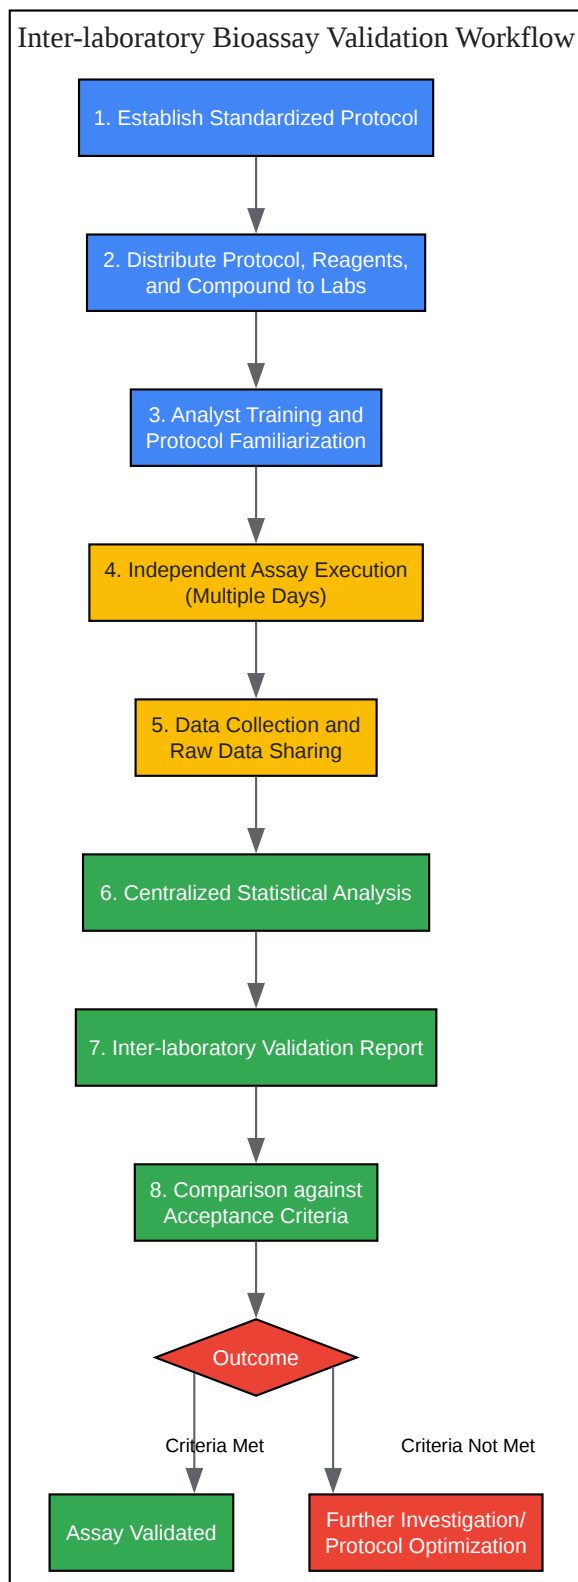 Inter-laboratory Bioassay Validation Workflow
1. Establish Standardized Protocol
2. Distribute Protocol, Reagents,
and Compound to Labs
3. Analyst Training and
Protocol Familiarization
4. Independent Assay Execution
(Multiple Days)
5. Data Collection and
Raw Data Sharing
6. Centralized Statistical Analysis
7. Inter-laboratory Validation Report
8. Comparison against
Acceptance Criteria
Outcome
Criteria Met
Criteria Not Met
Assay Validated
Further Investigation/
Protocol Optimization